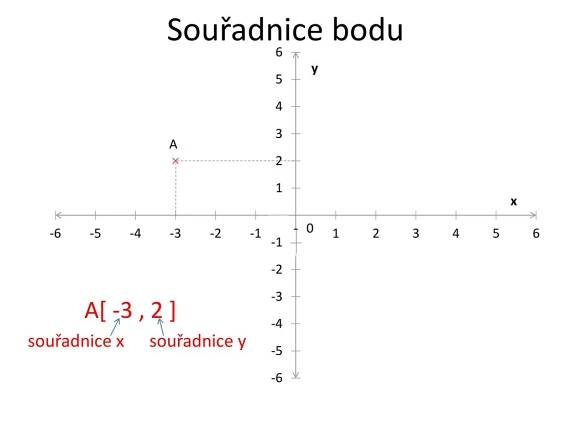 Souřadnice bodu
6
y
5
4
3
A
2
1
x
-6 -5 -4 -3 -2 -1 0 1 2 3 4 5 6
-1
-2
-3
A[ -3 , 2 ]
-4
souřadnice x souřadnice y
-5
-6